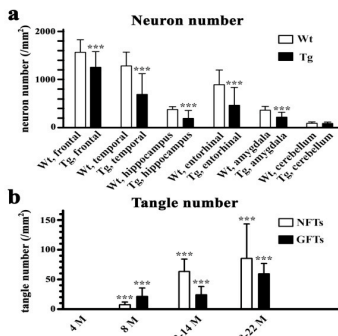 a
Neuron number
neuron number (/mm²)
2000
1200
400
0
Wt
Tg
***
***
***
***
***
Wt, frontal
Tg, frontal
Wt, temporal
Tg, temporal
Wt, hippocampus
Tg, hippocampus
Wt, entorhinal
Tg, entorhinal
Wt, amygdala
Tg, amygdala
Wt, cerebellum
Tg, cerebellum
b
Tangle number
tangle number (/mm²)
150
100
50
0
NFTs
GFTs
***
***
***
***
***
***
4 M
8 M
-14 M
-22 M